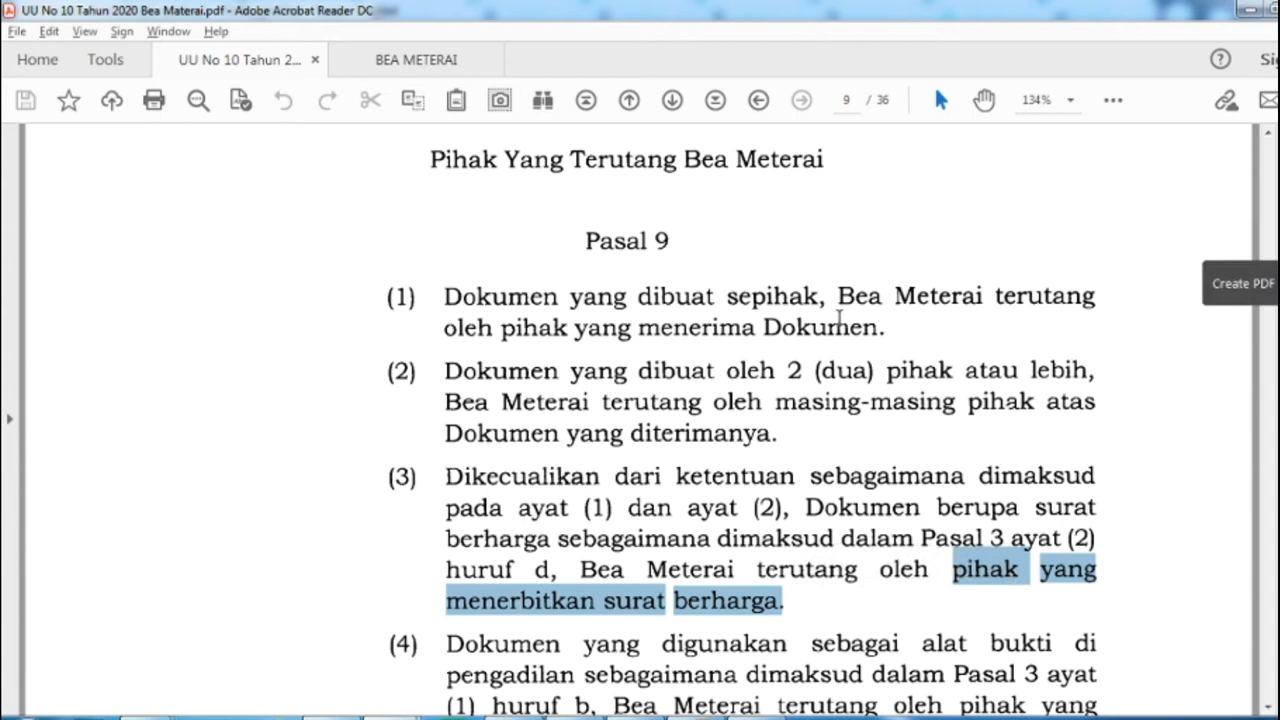 UU No 10 Tahun 2020 Bea Materai.pdf - Adobe Acrobat Reader DC
File Edit View Sign Window Help
Home Tools UU No 10 Tahun 2... × BEA METERAI
9 / 36 134%
Pihak Yang Terutang Bea Meterai
Pasal 9
Create PDF
(1) Dokumen yang dibuat sepihak, Bea Meterai terutang
oleh pihak yang menerima Dokumen.
(2) Dokumen yang dibuat oleh 2 (dua) pihak atau lebih,
Bea Meterai terutang oleh masing-masing pihak atas
Dokumen yang diterimanya.
(3) Dikecualikan dari ketentuan sebagaimana dimaksud
pada ayat (1) dan ayat (2), Dokumen berupa surat
berharga sebagaimana dimaksud dalam Pasal 3 ayat (2)
huruf d, Bea Meterai terutang oleh pihak yang
menerbitkan surat berharga.
(4) Dokumen yang digunakan sebagai alat bukti di
pengadilan sebagaimana dimaksud dalam Pasal 3 ayat
(1) huruf b, Bea Meterai terutang oleh pihak yang